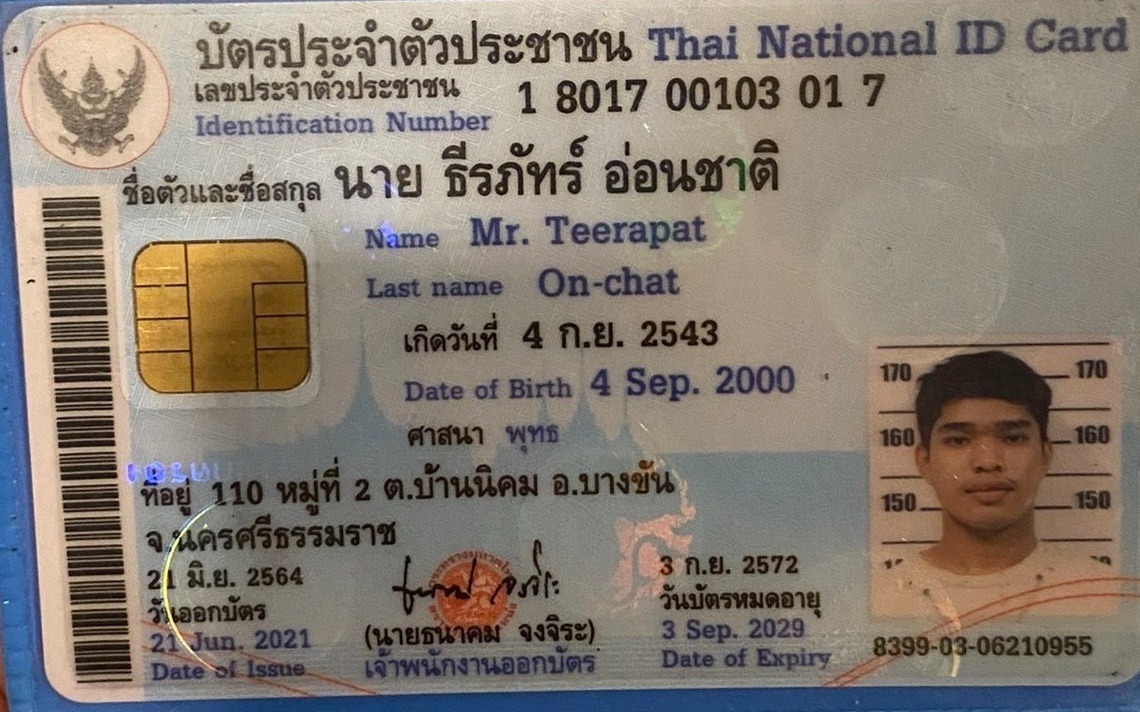 บัตรประจำตัวประชาชน Thai National ID Card
เลขประจำตัวประชาชน 1 8017 00103 01 7
Identification Number
ชื่อตัวและชื่อสกุล นาย ธีรภัทร์ อ่อนชาติ
Name Mr. Teerapat
Last name On-chat
เกิดวันที่ 4 ก.ย. 2543
Date of Birth 4 Sep. 2000
ศาสนา พุทธ
ที่อยู่ 110 หมู่ที่ 2 ต.บ้านนิคม อ.บางขัน
จ.นครศรีธรรมราช
21 มิ.ย. 2564
วันออกบัตร
21 Jun. 2021
Date of Issue
(นายธนาคม จงจิระ)
เจ้าพนักงานออกบัตร
3 ก.ย. 2572
วันบัตรหมดอายุ
3 Sep. 2029
Date of Expiry
170 170
160 160
150 150
8399-03-06210955